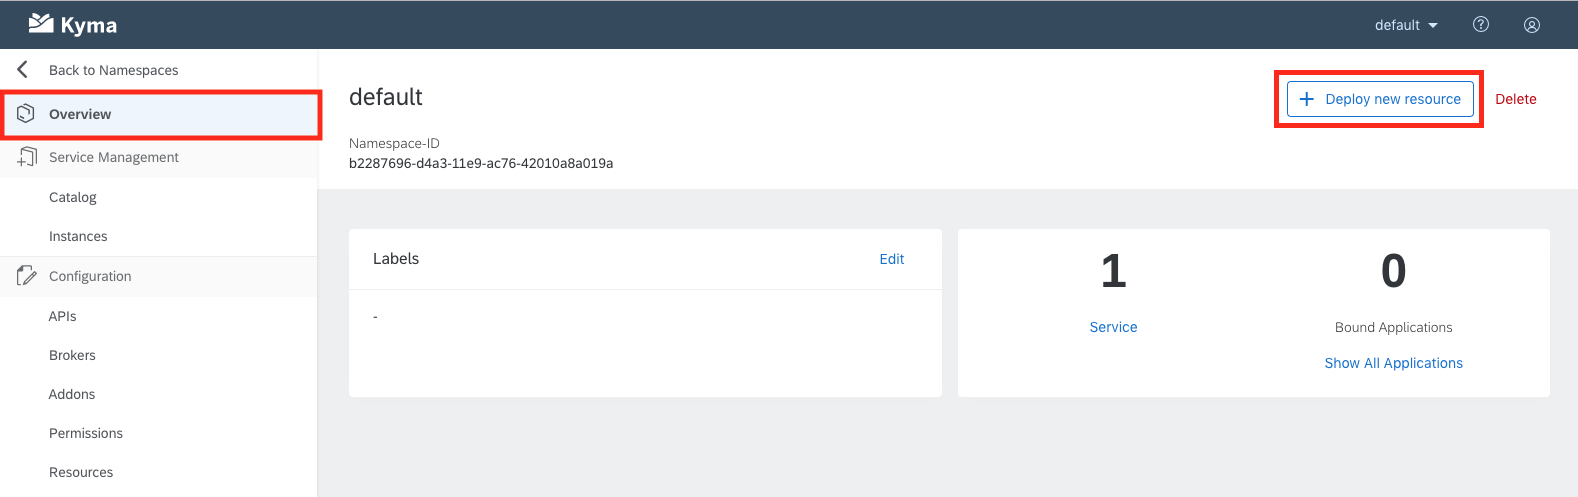 Kyma
default
Back to Namespaces
Overview
Service Management
Catalog
Instances
Configuration
APIs
Brokers
Addons
Permissions
Resources
default
+ Deploy new resource
Delete
Namespace-ID
b2287696-d4a3-11e9-ac76-42010a8a019a
Labels
Edit
-
1
Service
0
Bound Applications
Show All Applications